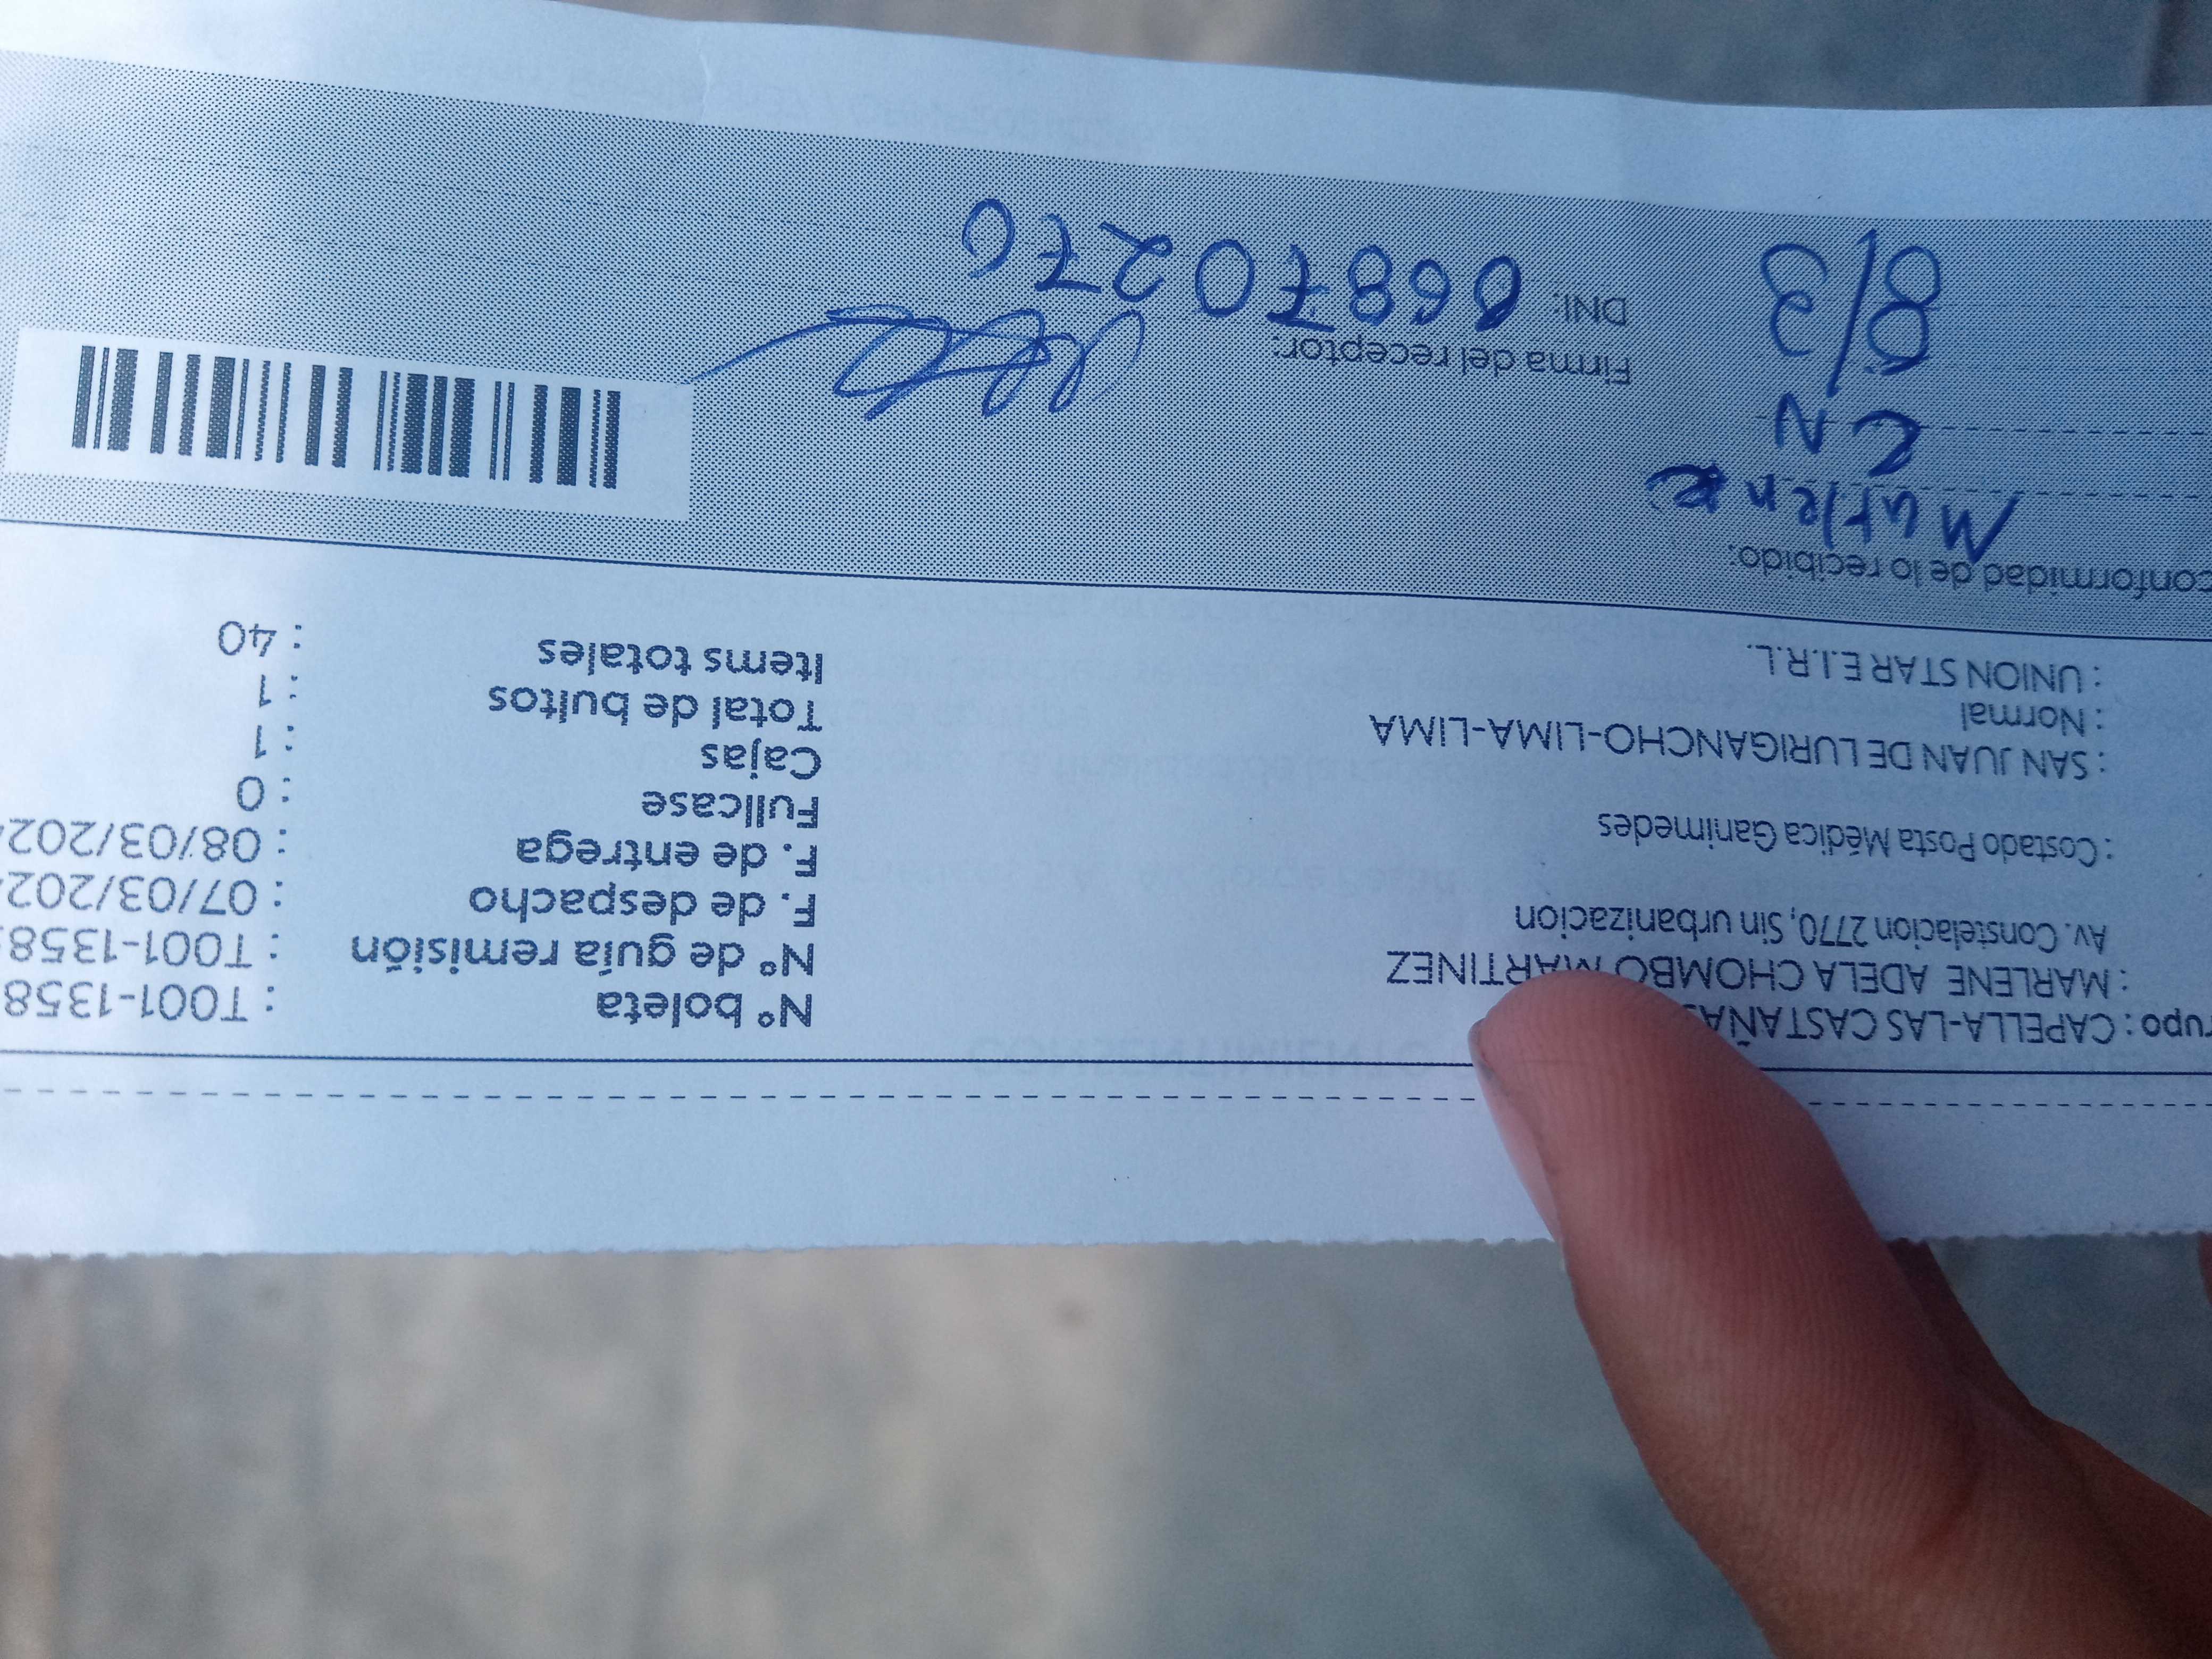 rupo : CAPELLA-LAS CASTAÑAS
: MARLENE ADELA CHOMBO MARTINEZ
Av. Constelacion 2770, Sin urbanizacion
: Costado Posta Médica Ganimedes
: SAN JUAN DE LURIGANCHO-LIMA-LIMA
: Normal
: UNION STAR E.I.R.L.
N° boleta : T001-1358
N° de guía remisión : T001-1358
F. de despacho : 07/03/202
F. de entrega : 08/03/202
Fullcase : 0
Cajas : 1
Total de bultos : 1
Items totales : 40
conformidad de lo recibido:
Marlene
CN
8/3
Firma del receptor:
DNI: